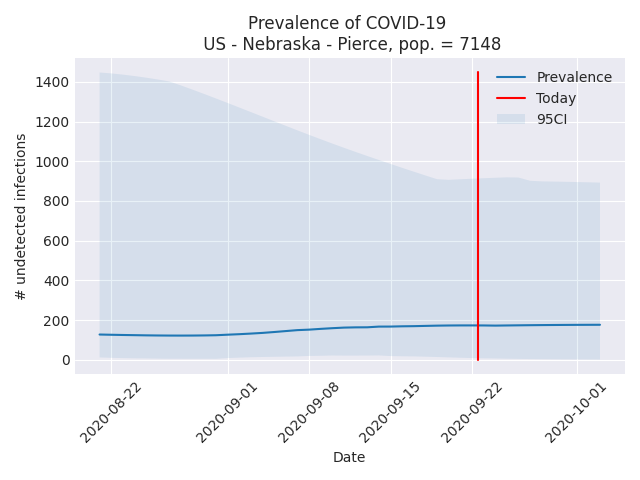 Prevalence of COVID-19
US - Nebraska - Pierce, pop. = 7148
Prevalence
Today
95CI
1400
1200
1000
800
600
400
200
0
# undetected infections
2020-08-22
2020-09-01
2020-09-08
2020-09-15
2020-09-22
2020-10-01
Date